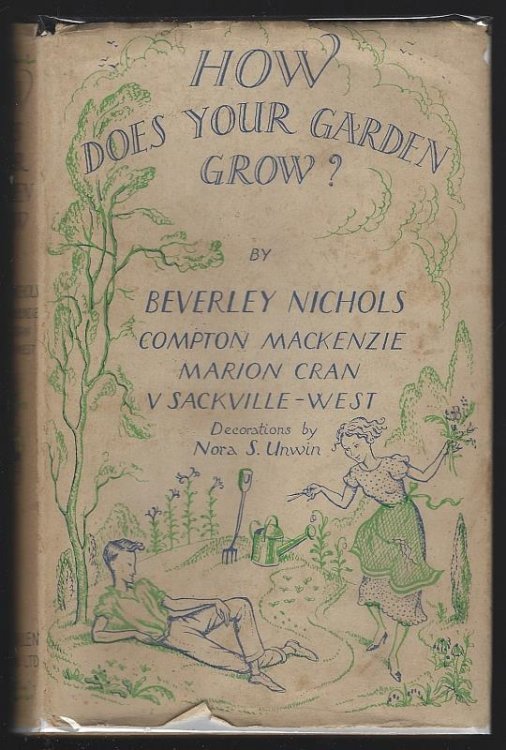 HOW
DOES YOUR GARDEN
GROW?
BY
BEVERLEY NICHOLS
COMPTON MACKENZIE
MARION CRAN
V SACKVILLE-WEST
Decorations by
Nora S. Unwin